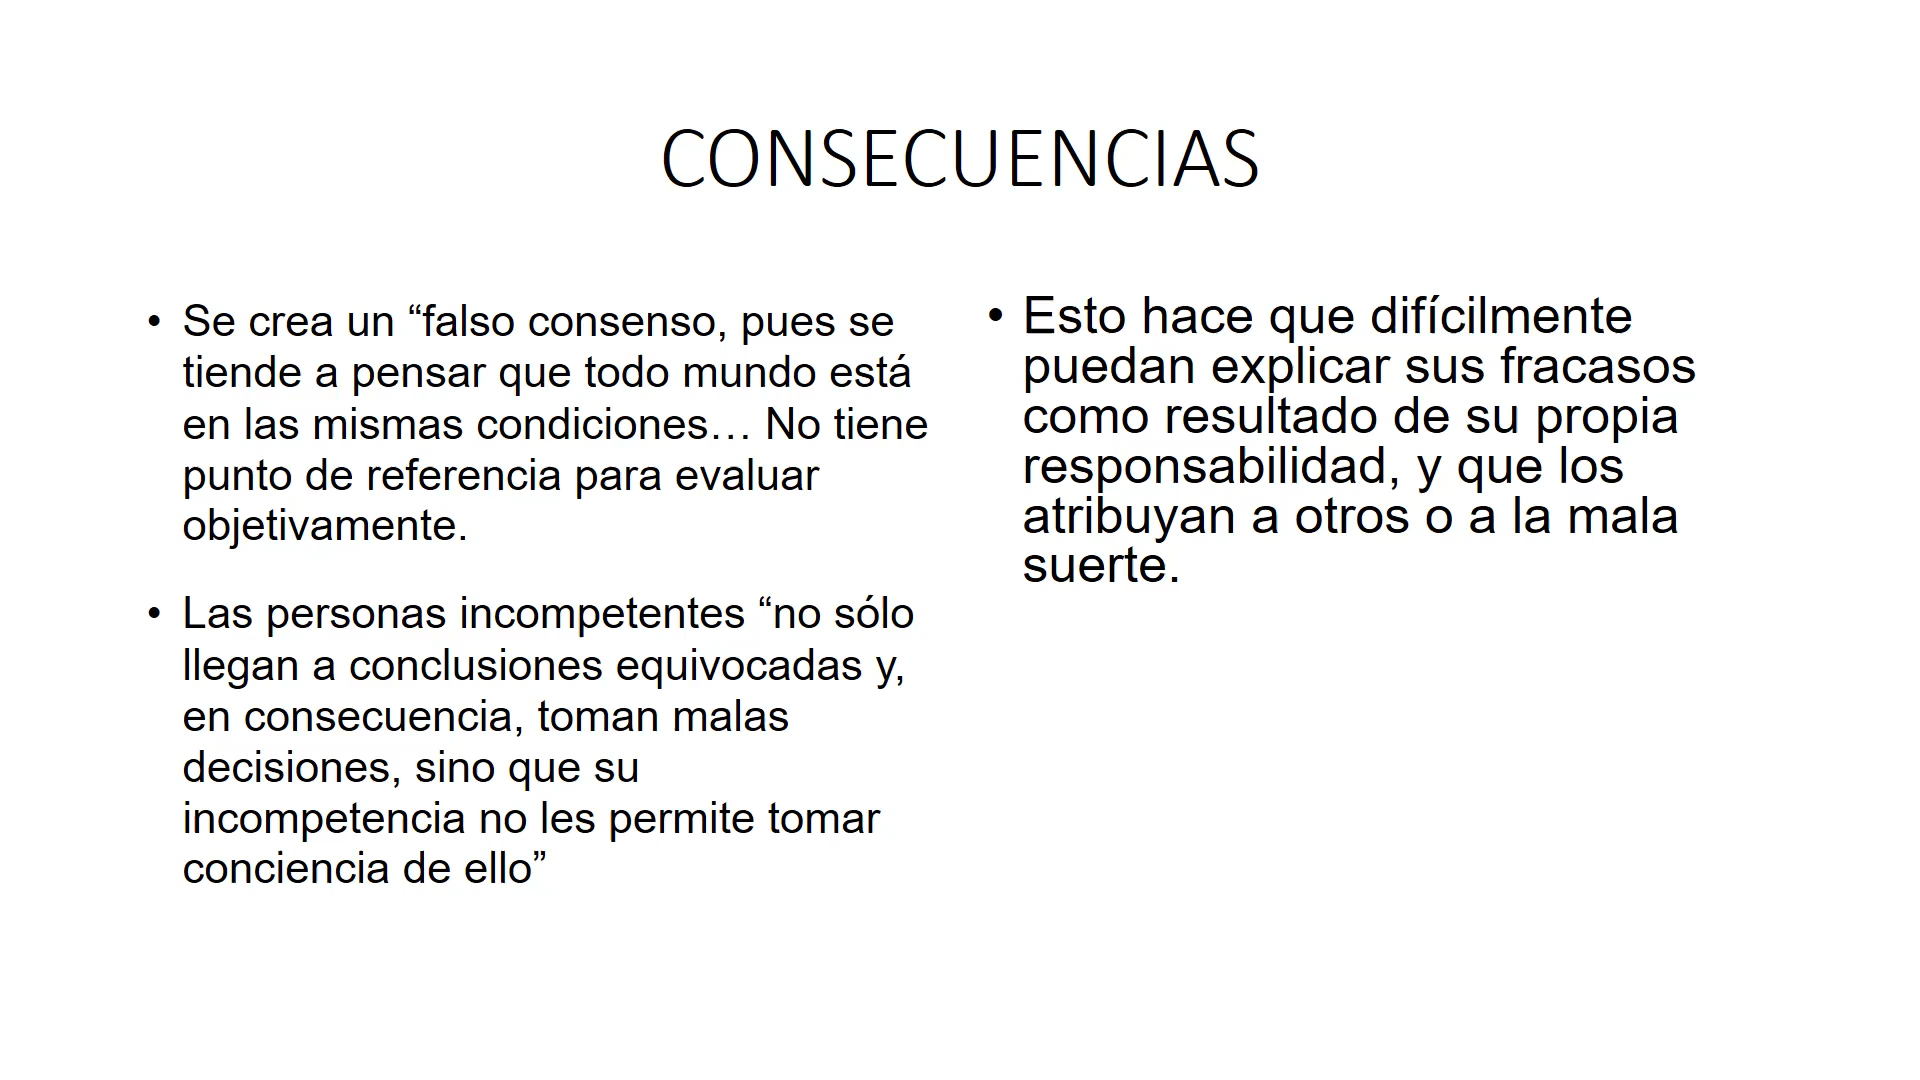 CONSECUENCIAS
• Se crea un “falso consenso, pues se
tiende a pensar que todo mundo está
en las mismas condiciones… No tiene
punto de referencia para evaluar
objetivamente.
• Las personas incompetentes “no sólo
llegan a conclusiones equivocadas y,
en consecuencia, toman malas
decisiones, sino que su
incompetencia no les permite tomar
conciencia de ello”
• Esto hace que difícilmente
puedan explicar sus fracasos
como resultado de su propia
responsabilidad, y que los
atribuyan a otros o a la mala
suerte.